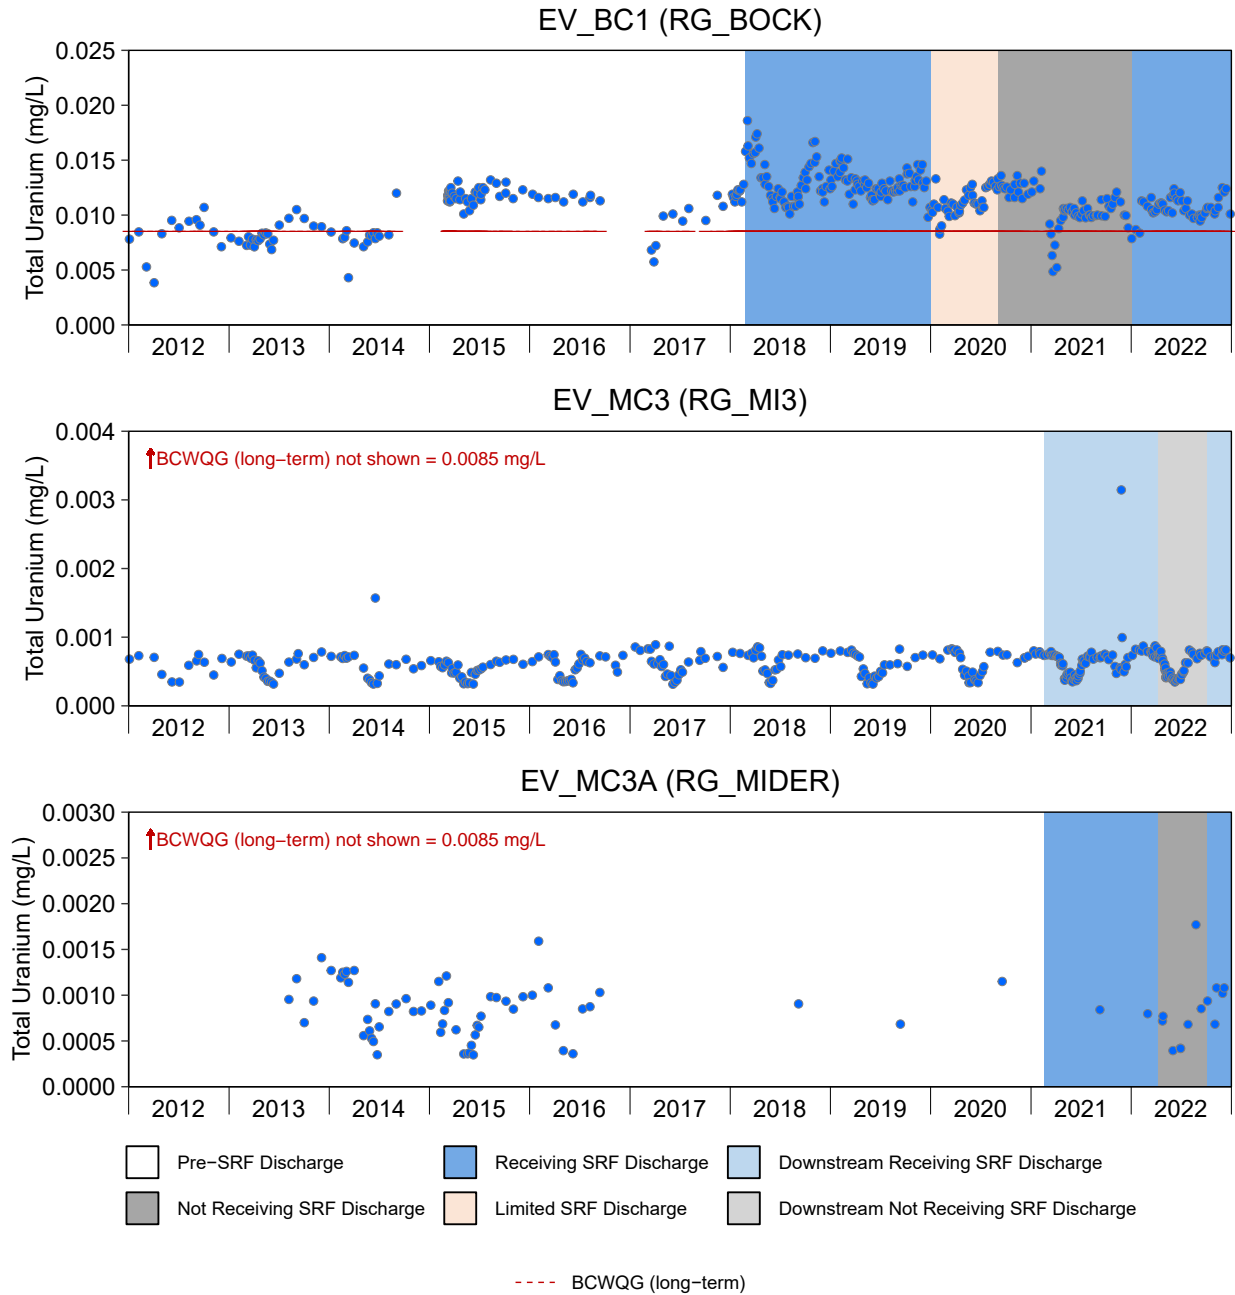 EV_BC1 (RG_BOCK)
Total Uranium (mg/L)
0.025
0.020
0.015
0.010
0.005
0.000
2012 2013 2014 2015 2016 2017 2018 2019 2020 2021 2022
EV_MC3 (RG_MI3)
Total Uranium (mg/L)
0.004
BCWQG (long−term) not shown = 0.0085 mg/L
0.003
0.002
0.001
0.000
2012 2013 2014 2015 2016 2017 2018 2019 2020 2021 2022
EV_MC3A (RG_MIDER)
Total Uranium (mg/L)
0.0030
BCWQG (long−term) not shown = 0.0085 mg/L
0.0025
0.0020
0.0015
0.0010
0.0005
0.0000
2012 2013 2014 2015 2016 2017 2018 2019 2020 2021 2022
Pre−SRF Discharge Receiving SRF Discharge Downstream Receiving SRF Discharge
Not Receiving SRF Discharge Limited SRF Discharge Downstream Not Receiving SRF Discharge
BCWQG (long−term)